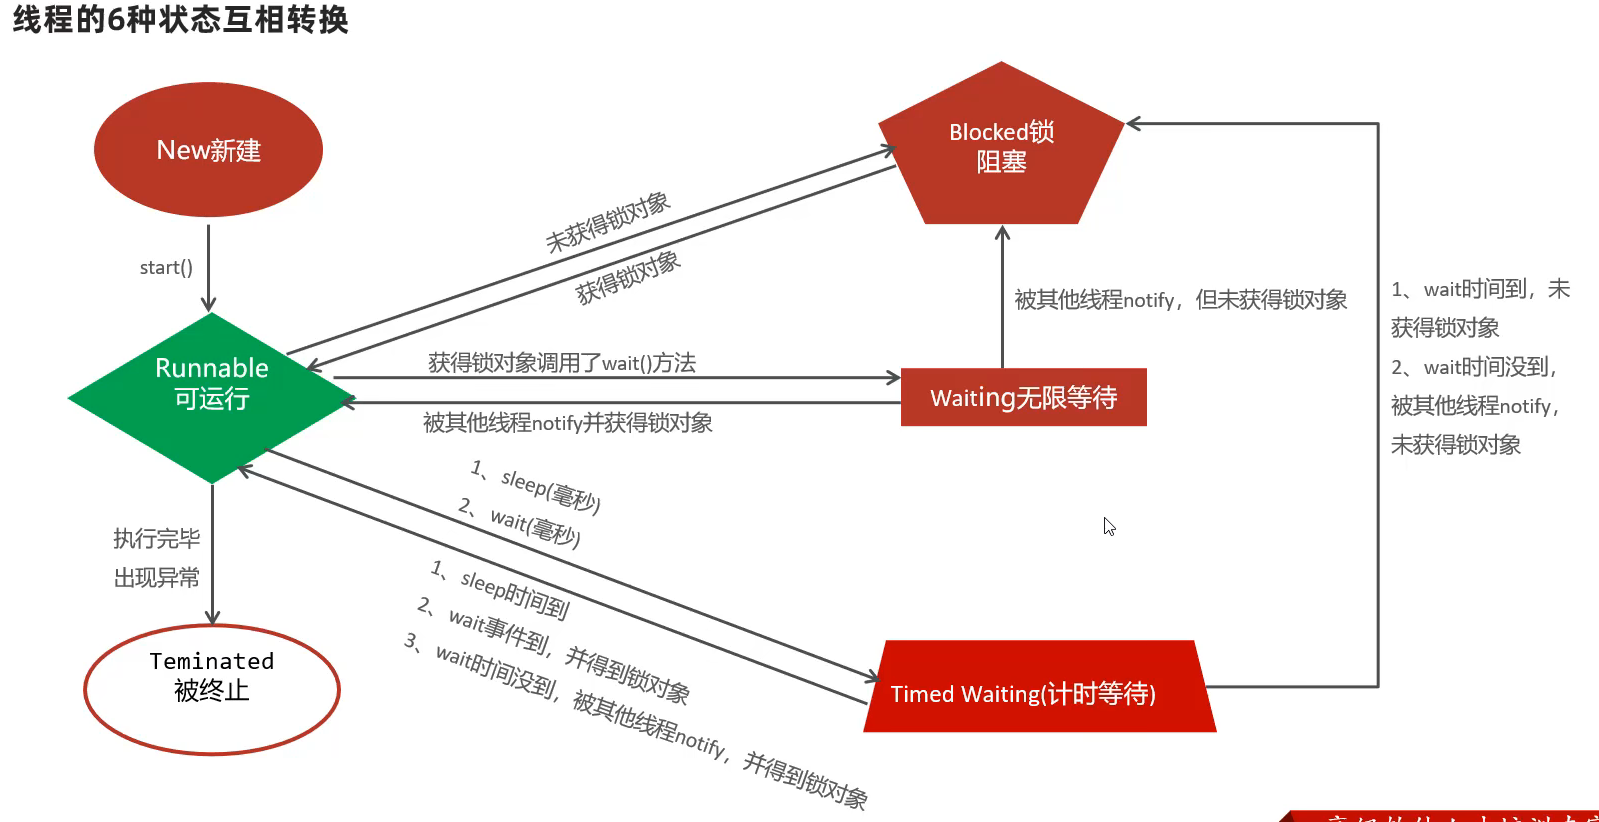 线程的6种状态互相转换
New新建
start()
Runnable
可运行
执行完毕
出现异常
Teminated
被终止
未获得锁对象
获得锁对象
获得锁对象调用了wait()方法
被其他线程notify并获得锁对象
1、sleep(毫秒)
2、wait(毫秒)
1、sleep时间到
2、wait事件到，并得到锁对象
3、wait时间没到，被其他线程notify，并得到锁对象
Blocked锁
阻塞
被其他线程notify，但未获得锁对象
Waiting无限等待
Timed Waiting(计时等待)
1、wait时间到，未
获得锁对象
2、wait时间没到，
被其他线程notify，
未获得锁对象